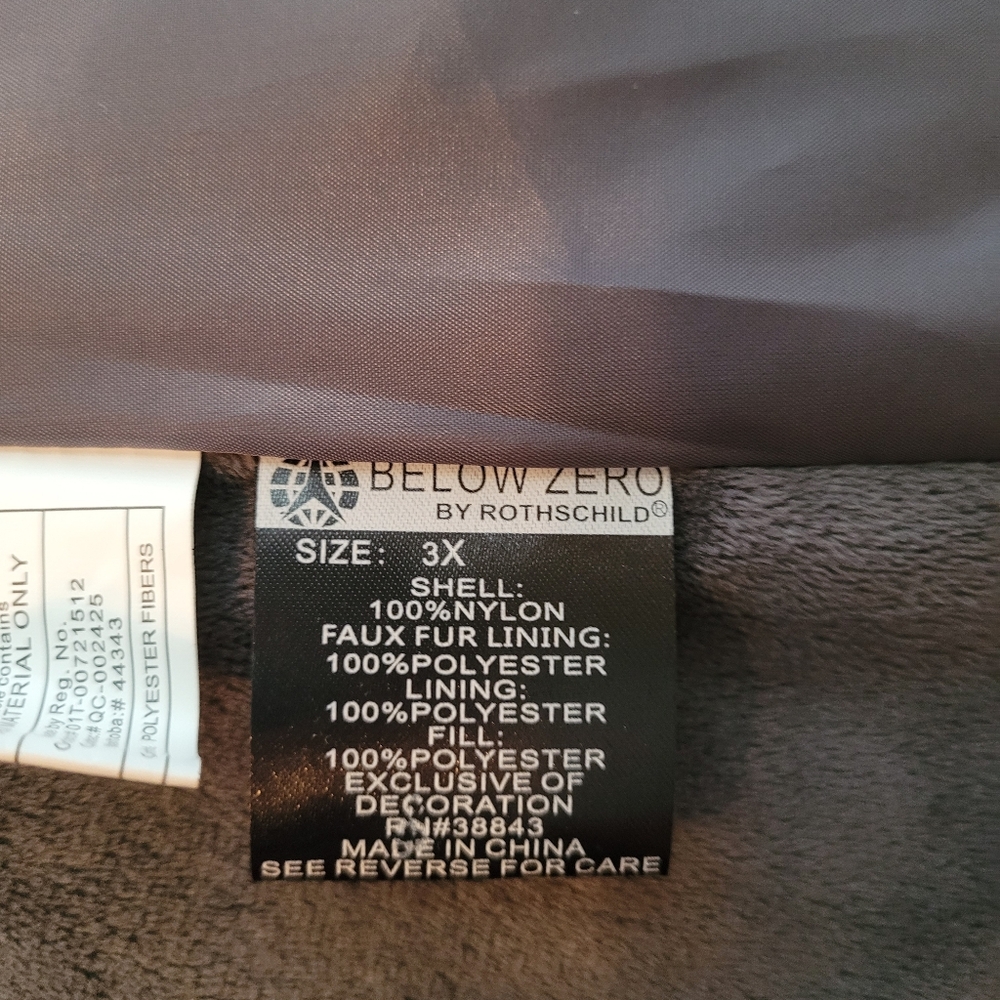 BELOW ZERO
BY ROTHSCHILD®
SIZE: 3X
SHELL:
100%NYLON
FAUX FUR LINING:
100%POLYESTER
LINING:
100%POLYESTER
FILL:
100%POLYESTER
EXCLUSIVE OF
DECORATION
RN#38843
MADE IN CHINA
SEE REVERSE FOR CARE
contains
MATERIAL ONLY
by Reg. No.
01T-00721512
#QC-002425
# 44343
POLYESTER FIBERS